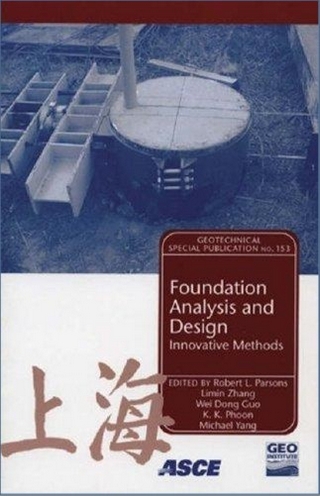 GEOTECHNICAL
SPECIAL PUBLICATION NO. 153
Foundation
Analysis and
Design
Innovative Methods
EDITED BY Robert L. Parsons
Limin Zhang
Wei Dong Guo
K. K. Phoon
Michael Yang
上海
ASCE
GEO
INSTITUTE